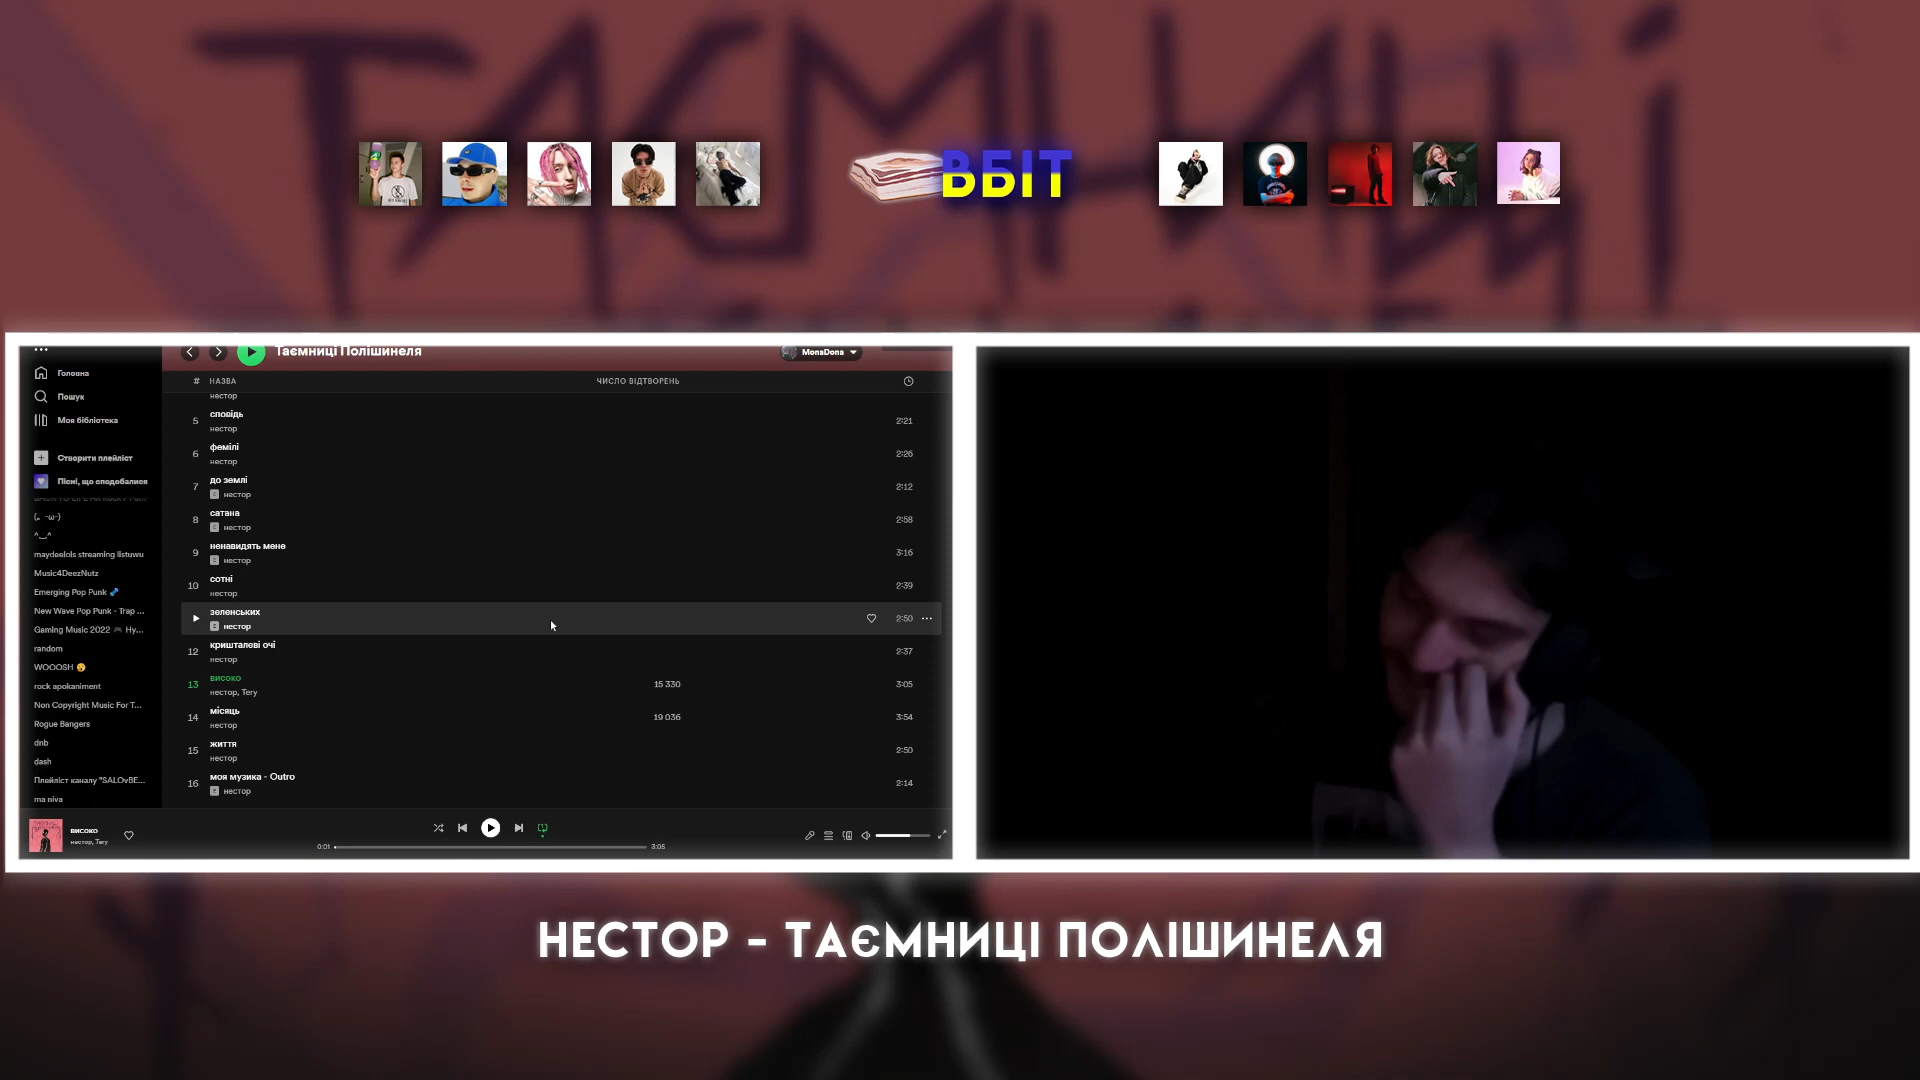 ТАЄМНИЦІ
ВБІТ
Таємниці Полішинеля
MonaDona
Головна
Пошук
Моя бібліотека
Створити плейліст
Пісні, що сподобалися
(。-ω-)
^‿^
maydeelols streaming listuwu
Music4DeezNutz
Emerging Pop Punk
New Wave Pop Punk - Trap ...
Gaming Music 2022 🎮 Hy...
random
WOOOSH 😮
rock apokaniment
Non Copyright Music For T...
Rogue Bangers
dnb
dash
Плейліст каналу "SALOvBE...
ma niva
# НАЗВА ЧИСЛО ВІДТВОРЕНЬ
нестор
5 сповідь 2:21
нестор
6 фемілі 2:26
нестор
7 до землі 2:12
E нестор
8 сатана 2:58
E нестор
9 ненавидять мене 3:16
E нестор
10 сотні 2:39
нестор
зеленських 2:50
E нестор
12 кришталеві очі 2:37
нестор
13 високо 15 330 3:05
нестор, Tery
14 місяць 19 036 3:54
нестор
15 життя 2:50
нестор
16 моя музика - Outro 2:14
E нестор
високо
нестор, Tery
0:01 3:05
НЕСТОР - ТАЄМНИЦІ ПОЛІШИНЕЛЯ